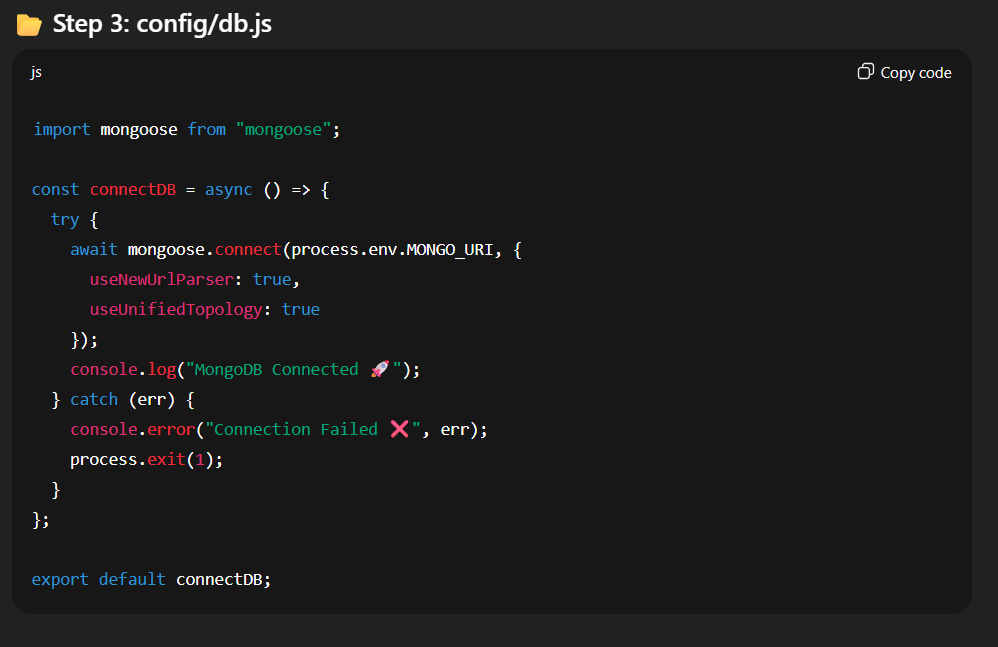 📂 Step 3: config/db.js
js
Copy code
import mongoose from "mongoose";
const connectDB = async () => {
  try {
    await mongoose.connect(process.env.MONGO_URI, {
      useNewUrlParser: true,
      useUnifiedTopology: true
    });
    console.log("MongoDB Connected 🚀");
  } catch (err) {
    console.error("Connection Failed ❌", err);
    process.exit(1);
  }
};
export default connectDB;